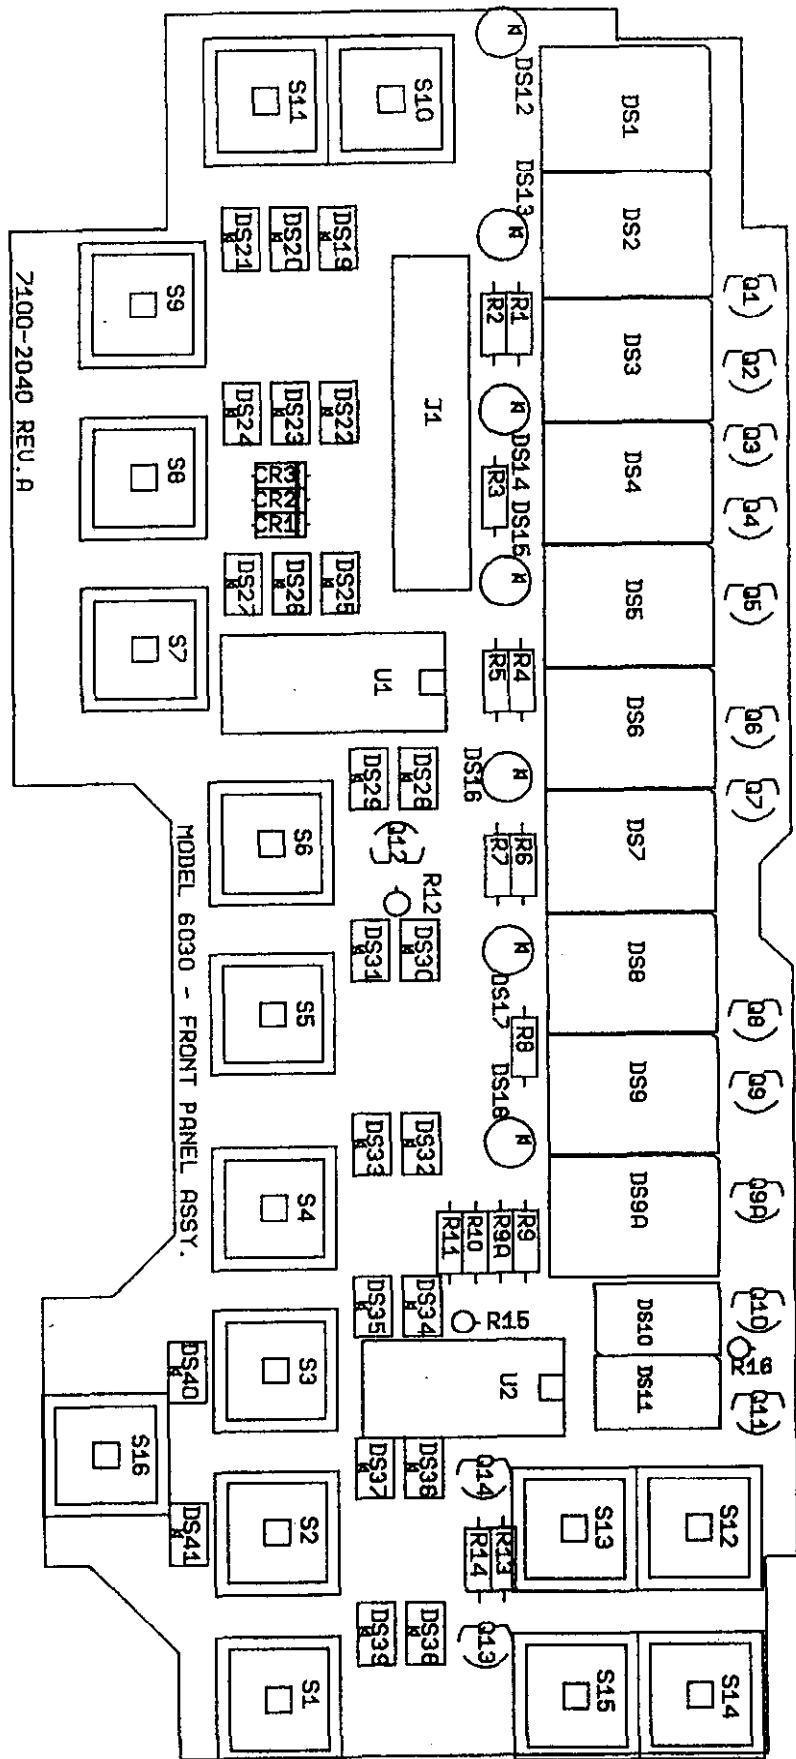 DS12
S11
S10
DS1
DS13
DS2
DS21
DS20
DS19
Q1
S9
R2
R1
DS3
Q2
7100-2040 REV.A
J1
DS24
DS23
DS22
DS14
DS4
Q3
S8
CR3
CR2
CR1
R3
DS15
Q4
DS27
DS26
DS25
DS5
Q5
S7
U1
R5
R4
DS6
Q6
DS29
DS28
DS16
Q7
MODEL 6030 - FRONT PANEL ASSY.
S6
Q12
R7
R6
DS7
R12
DS31
DS30
DS8
S5
DS17
R8
Q8
DS18
DS9
Q9
DS33
DS32
S4
R11
R10
R9A
R9
DS9A
Q9A
DS35
DS34
R15
DS10
Q10
R16
DS40
S3
U2
DS11
Q11
S16
DS37
DS36
Q14
DS41
S2
R14
R13
S13
S12
DS39
DS38
Q13
S1
S15
S14